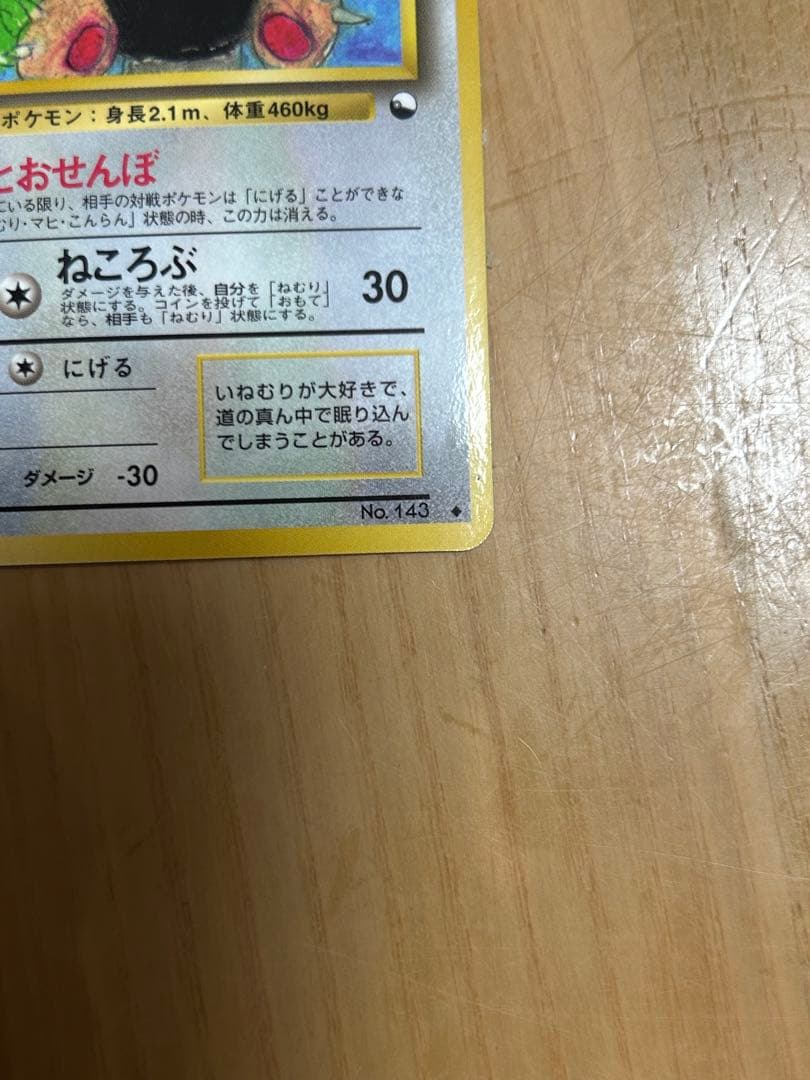 ポケモン：身長2.1m、体重460kg
とおせんぼ
にいる限り、相手の対戦ポケモンは「にげる」ことができな
むり・マヒ・こんらん」状態の時、この力は消える。
ねころぶ 30
ダメージを与えた後、自分を「ねむり」
状態にする。コインを投げて「おもて」
なら、相手も「ねむり」状態にする。
にげる
いねむりが大好きで、
道の真ん中で眠り込ん
でしまうことがある。
ダメージ -30
No. 143 ◆